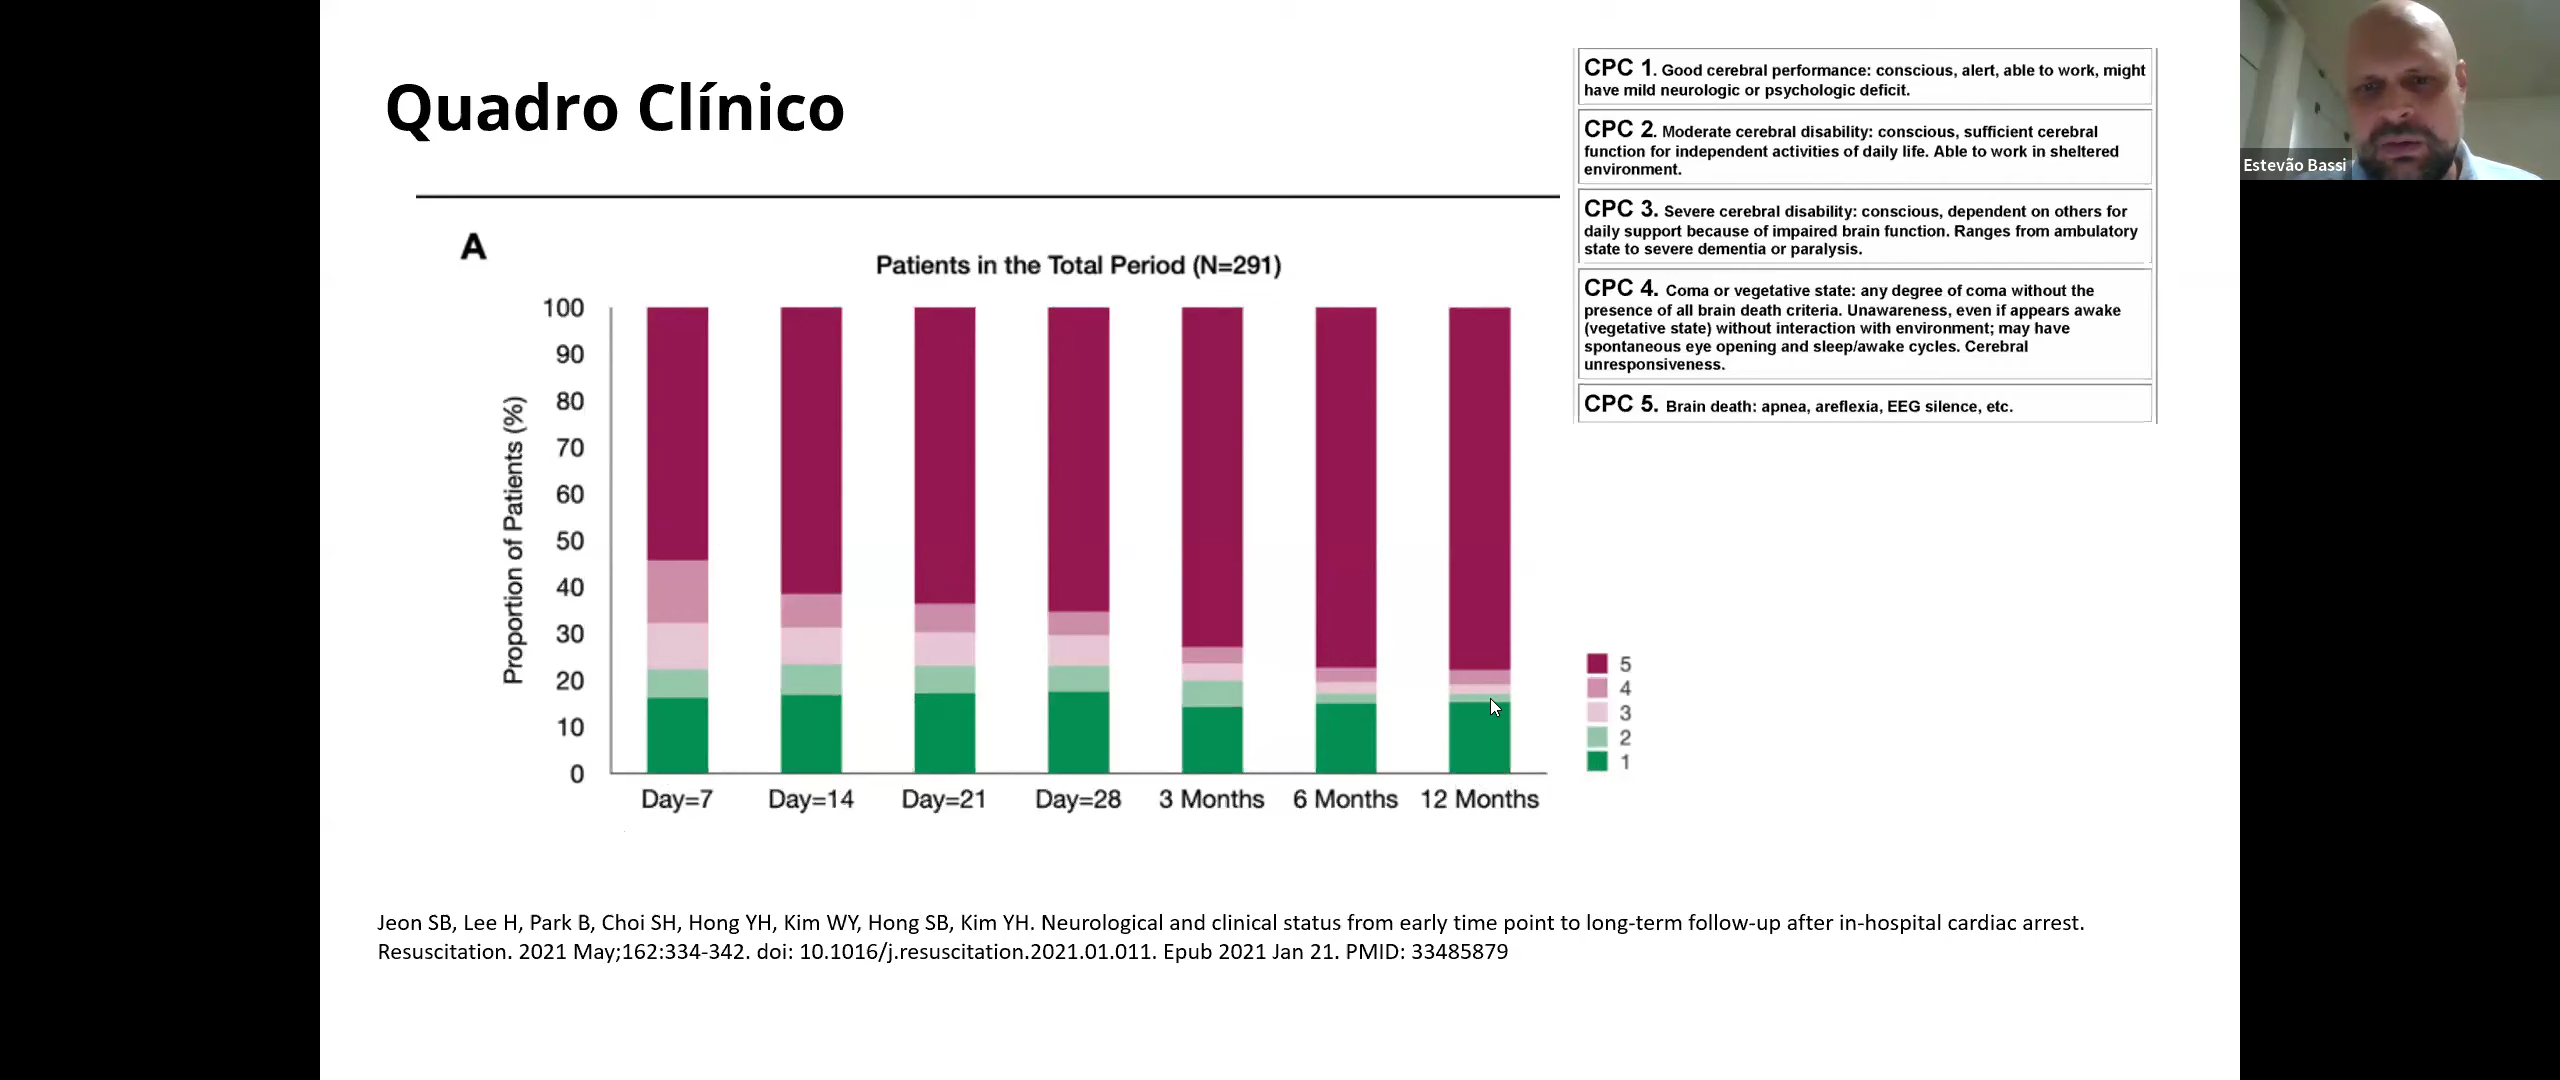 Quadro Clínico
CPC 1. Good cerebral performance: conscious, alert, able to work, might
have mild neurologic or psychologic deficit.
CPC 2. Moderate cerebral disability: conscious, sufficient cerebral
function for independent activities of daily life. Able to work in sheltered
environment.
CPC 3. Severe cerebral disability: conscious, dependent on others for
daily support because of impaired brain function. Ranges from ambulatory
state to severe dementia or paralysis.
CPC 4. Coma or vegetative state: any degree of coma without the
presence of all brain death criteria. Unawareness, even if appears awake
(vegetative state) without interaction with environment; may have
spontaneous eye opening and sleep/awake cycles. Cerebral
unresponsiveness.
CPC 5. Brain death: apnea, areflexia, EEG silence, etc.
Estevão Bassi
A
Patients in the Total Period (N=291)
Proportion of Patients (%)
100
90
80
70
60
50
40
30
20
10
0
Day=7 Day=14 Day=21 Day=28 3 Months 6 Months 12 Months
5
4
3
2
1
Jeon SB, Lee H, Park B, Choi SH, Hong YH, Kim WY, Hong SB, Kim YH. Neurological and clinical status from early time point to long-term follow-up after in-hospital cardiac arrest.
Resuscitation. 2021 May;162:334-342. doi: 10.1016/j.resuscitation.2021.01.011. Epub 2021 Jan 21. PMID: 33485879